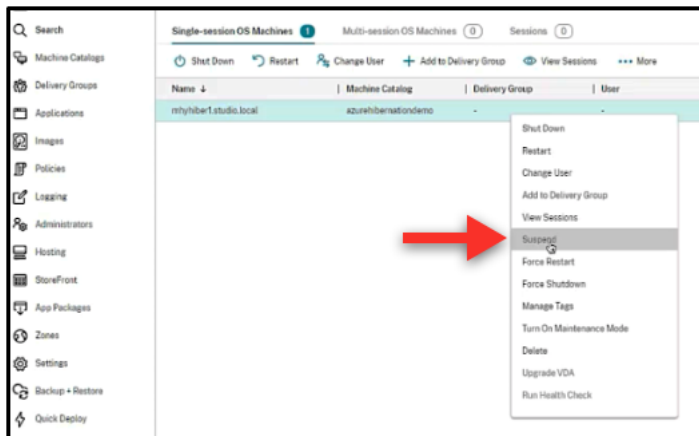 Search
Machine Catalogs
Delivery Groups
Applications
Images
Policies
Logging
Administrators
Hosting
StoreFront
App Packages
Zones
Settings
Backup + Restore
Quick Deploy
Single-session OS Machines 1 Multi-session OS Machines 0 Sessions 0
Shut Down Restart Change User Add to Delivery Group View Sessions More
Name Machine Catalog Delivery Group User
mhyhiber1.studio.local azurehibernationdemo - -
Shut Down
Restart
Change User
Add to Delivery Group
View Sessions
Suspend
Force Restart
Force Shutdown
Manage Tags
Turn On Maintenance Mode
Delete
Upgrade VDA
Run Health Check